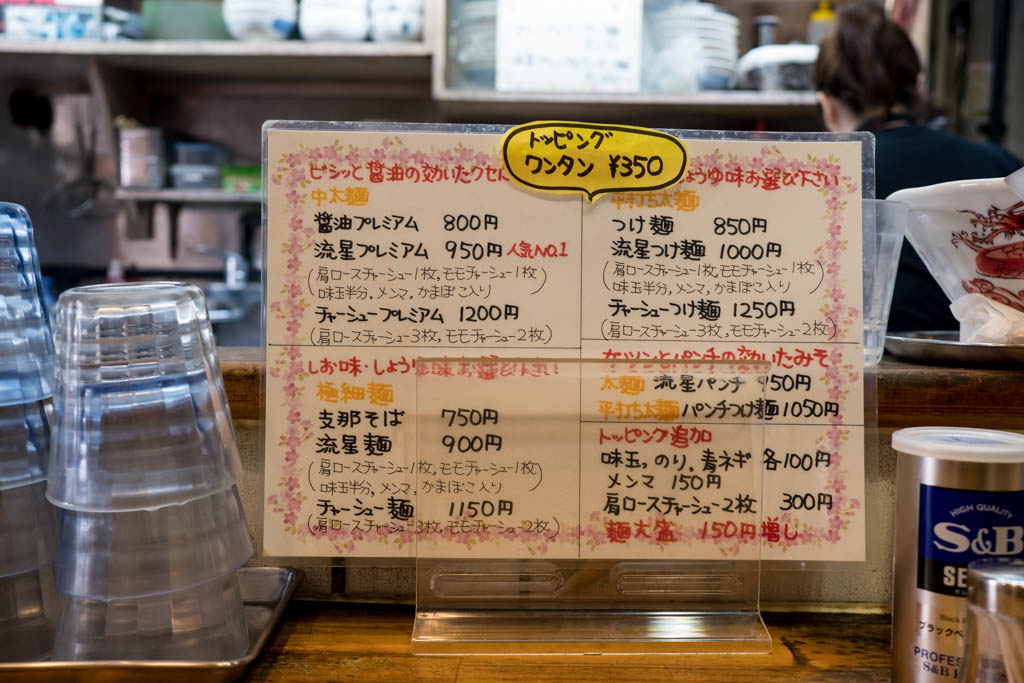 トッピング
ワンタン ¥350
ピシッと醤油の効いたクセに
中太麺
醤油プレミアム 800円
流星プレミアム 950円 人気NO.1
(肩ロースチャーシュー1枚,モモチャーシュー1枚)
味玉半分,メンマ,かまぼこ入り
チャーシュープレミアム 1200円
(肩ロースチャーシュー3枚,モモチャーシュー2枚)
しお味・しょうゆ味お選び下さい!
極細麺
支那そば 750円
流星麺 900円
(肩ロースチャーシュー1枚,モモチャーシュー1枚)
味玉半分,メンマ,かまぼこ入り
チャーシュー麺 1150円
(肩ロースチャーシュー3枚,モモチャーシュー2枚)
しょうゆ味お選び下さい
平打ち太麺
つけ麺 850円
流星つけ麺 1000円
(肩ロースチャーシュー1枚,モモチャーシュー1枚)
味玉半分,メンマ,かまぼこ入り
チャーシューつけ麺 1250円
(肩ロースチャーシュー3枚,モモチャーシュー2枚)
ガツンとパンチの効いたみそ
太麺 流星パンチ 950円
平打ち太麺 パンチつけ麺 1050円
トッピング追加
味玉,のり,青ネギ 各100円
メンマ 150円
肩ロースチャーシュー2枚 300円
麺大盛 150円増し
HIGH QUALITY
S&B
SE
Black
ブラックペ
PROFES
S&B